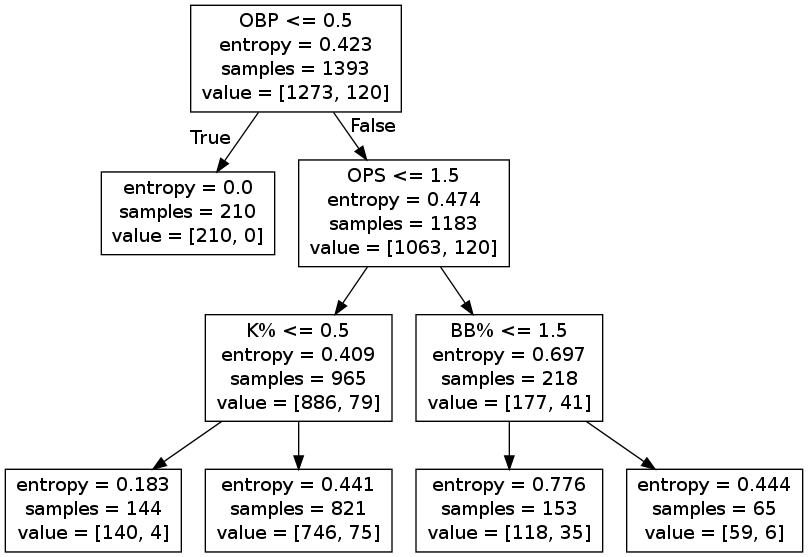 OBP <= 0.5
entropy = 0.423
samples = 1393
value = [1273, 120]
True
False
entropy = 0.0
samples = 210
value = [210, 0]
OPS <= 1.5
entropy = 0.474
samples = 1183
value = [1063, 120]
K% <= 0.5
entropy = 0.409
samples = 965
value = [886, 79]
BB% <= 1.5
entropy = 0.697
samples = 218
value = [177, 41]
entropy = 0.183
samples = 144
value = [140, 4]
entropy = 0.441
samples = 821
value = [746, 75]
entropy = 0.776
samples = 153
value = [118, 35]
entropy = 0.444
samples = 65
value = [59, 6]